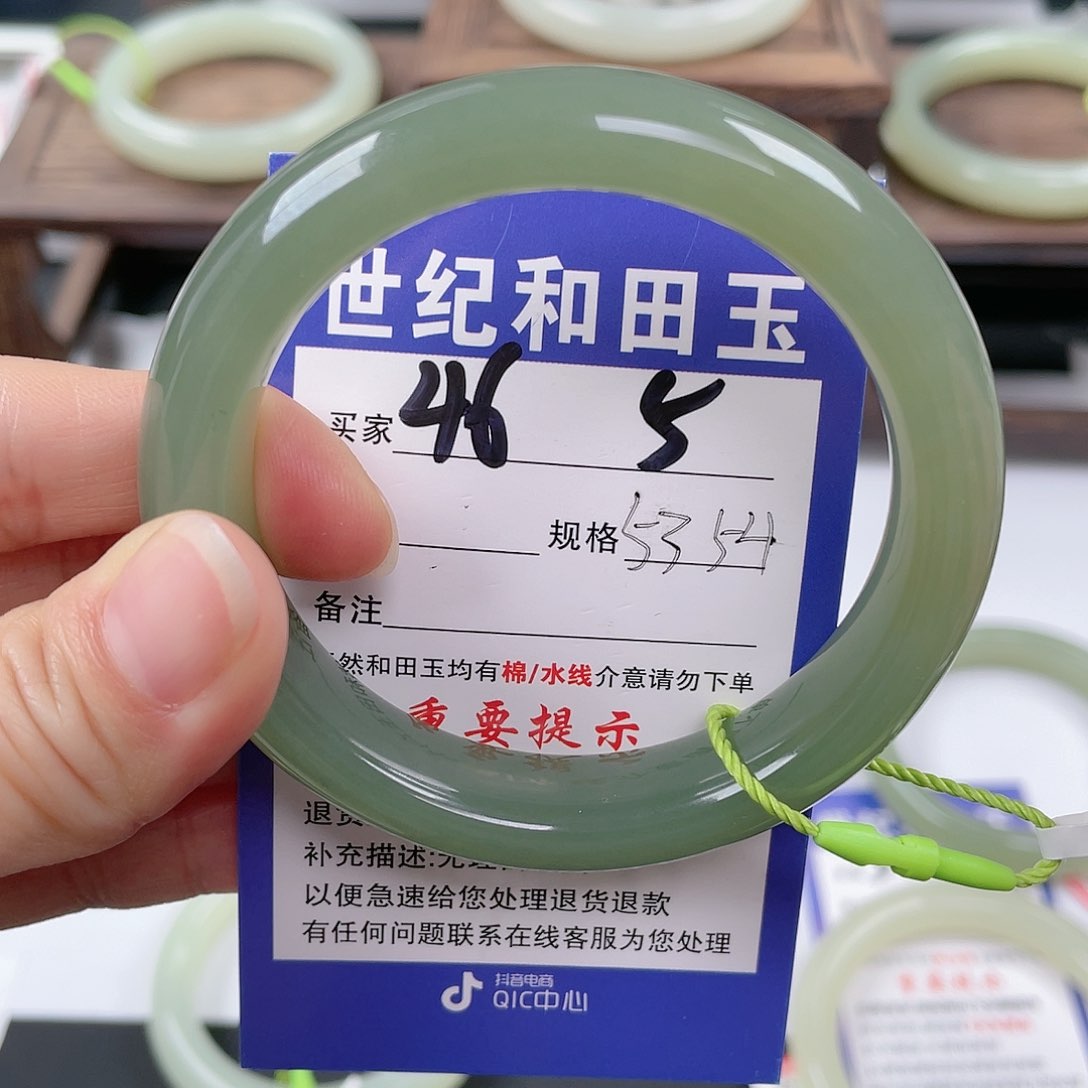 世纪和田玉
买家 46 5
规格 53 54
备注
然和田玉均有棉/水线介意请勿下单
重要提示
退货
补充描述:无理
以便急速给您处理退货退款
有任何问题联系在线客服为您处理
抖音电商
QIC中心